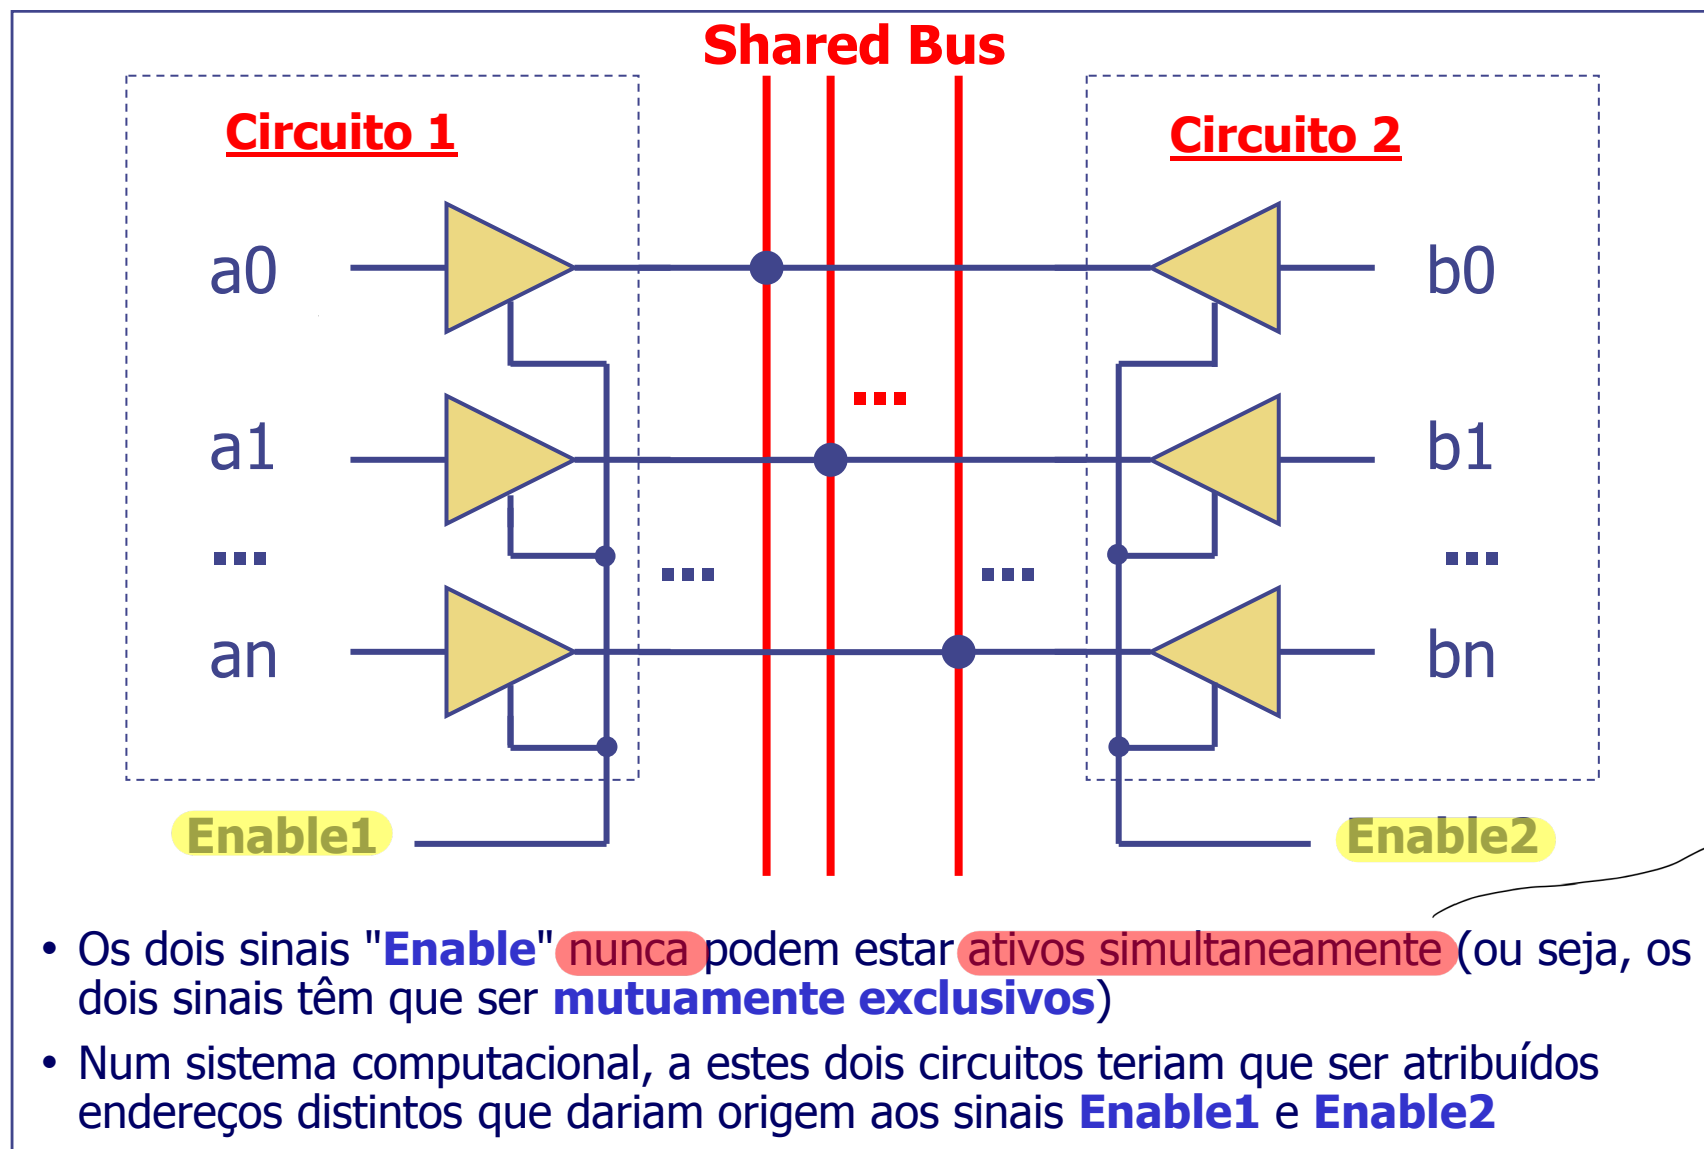 Shared Bus
Circuito 1
Circuito 2
a0
b0
...
a1
b1
...
...
...
...
an
bn
Enable1
Enable2
• Os dois sinais "Enable" nunca podem estar ativos simultaneamente (ou seja, os
dois sinais têm que ser mutuamente exclusivos)
• Num sistema computacional, a estes dois circuitos teriam que ser atribuídos
endereços distintos que dariam origem aos sinais Enable1 e Enable2